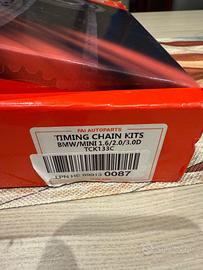 FAI AUTOPARTS
TIMING CHAIN KITS
BMW/MINI 1.6/2.0/3.0D
TCK133C
0087